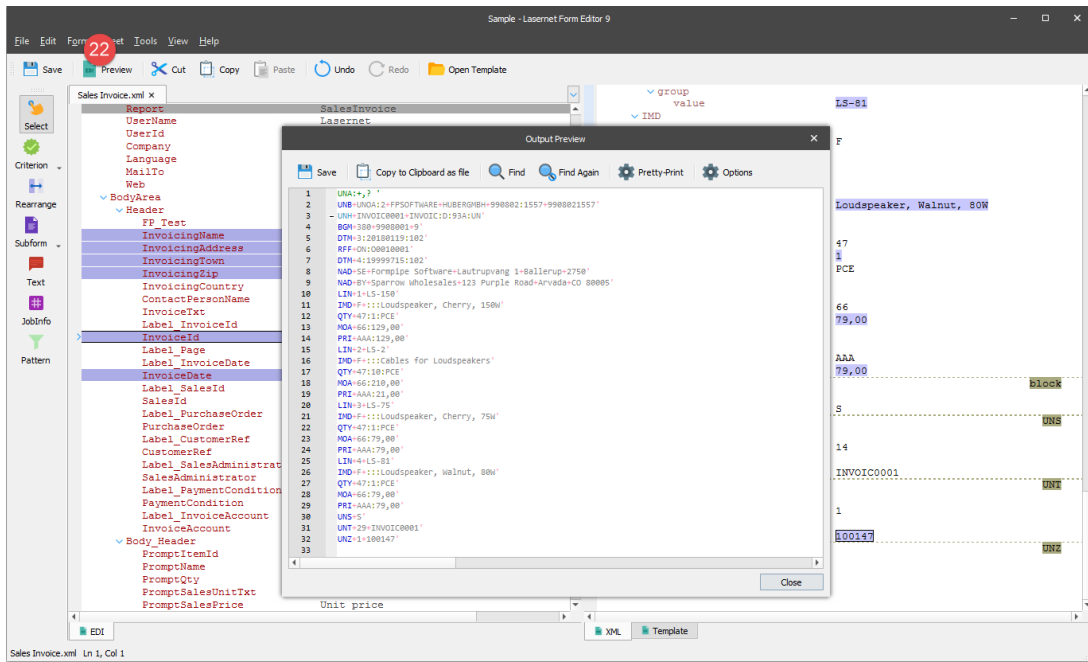 Sample - Lasernet Form Editor 9
File Edit Form Sheet Tools View Help
22
Save Preview Cut Copy Paste Undo Redo Open Template
Select
Criterion
Rearrange
Subform
Text
JobInfo
Pattern
Sales Invoice.xml ×
Report SalesInvoice
UserName Lasernet
UserId
Company
Language
MailTo
Web
BodyArea
Header
FP_Test
InvoicingName
InvoicingAddress
InvoicingTown
InvoicingZip
InvoicingCountry
ContactPersonName
InvoiceTxt
Label_InvoiceId
InvoiceId
Label_Page
Label_InvoiceDate
InvoiceDate
Label_SalesId
SalesId
Label_PurchaseOrder
PurchaseOrder
Label_CustomerRef
CustomerRef
Label_SalesAdministrat
SalesAdministrator
Label_PaymentCondition
PaymentCondition
Label_InvoiceAccount
InvoiceAccount
Body_Header
PromptItemId
PromptName
PromptQty
PromptSalesUnitTxt
PromptSalesPrice Unit price
EDI
Output Preview
Save Copy to Clipboard as file Find Find Again Pretty-Print Options
1 UNA:+,? '
2 UNB+UNOA:2+FPSOFTWARE+HUBERGMBH+990802:1557+9908021557'
3 UNH+INVOIC0001+INVOIC:D:93A:UN'
4 BGM+380+9908001+9'
5 DTM+3:20180119:102'
6 RFF+ON:O0010001'
7 DTM+4:19999715:102'
8 NAD+SE+Formpipe Software+Lautrupvang 1+Ballerup+2750'
9 NAD+BY+Sparrow Wholesales+123 Purple Road+Arvada+CO 80005'
10 LIN+1+LS-150'
11 IMD+F+:::Loudspeaker, Cherry, 150W'
12 QTY+47:1:PCE'
13 MOA+66:129,00'
14 PRI+AAA:129,00'
15 LIN+2+LS-2'
16 IMD+F+:::Cables for Loudspeakers'
17 QTY+47:10:PCE'
18 MOA+66:210,00'
19 PRI+AAA:21,00'
20 LIN+3+LS-75'
21 IMD+F+:::Loudspeaker, Cherry, 75W'
22 QTY+47:1:PCE'
23 MOA+66:79,00'
24 PRI+AAA:79,00'
25 LIN+4+LS-81'
26 IMD+F+:::Loudspeaker, Walnut, 80W'
27 QTY+47:1:PCE'
28 MOA+66:79,00'
29 PRI+AAA:79,00'
30 UNS+S'
31 UNT+29+INVOIC0001'
32 UNZ+1+100147'
33
Close
group
value LS-81
IMD
F
Loudspeaker, Walnut, 80W
47
1
PCE
66
79,00
AAA
79,00
block
S
UNS
14
INVOIC0001
UNT
1
100147
UNZ
XML Template
Sales Invoice.xml Ln 1, Col 1